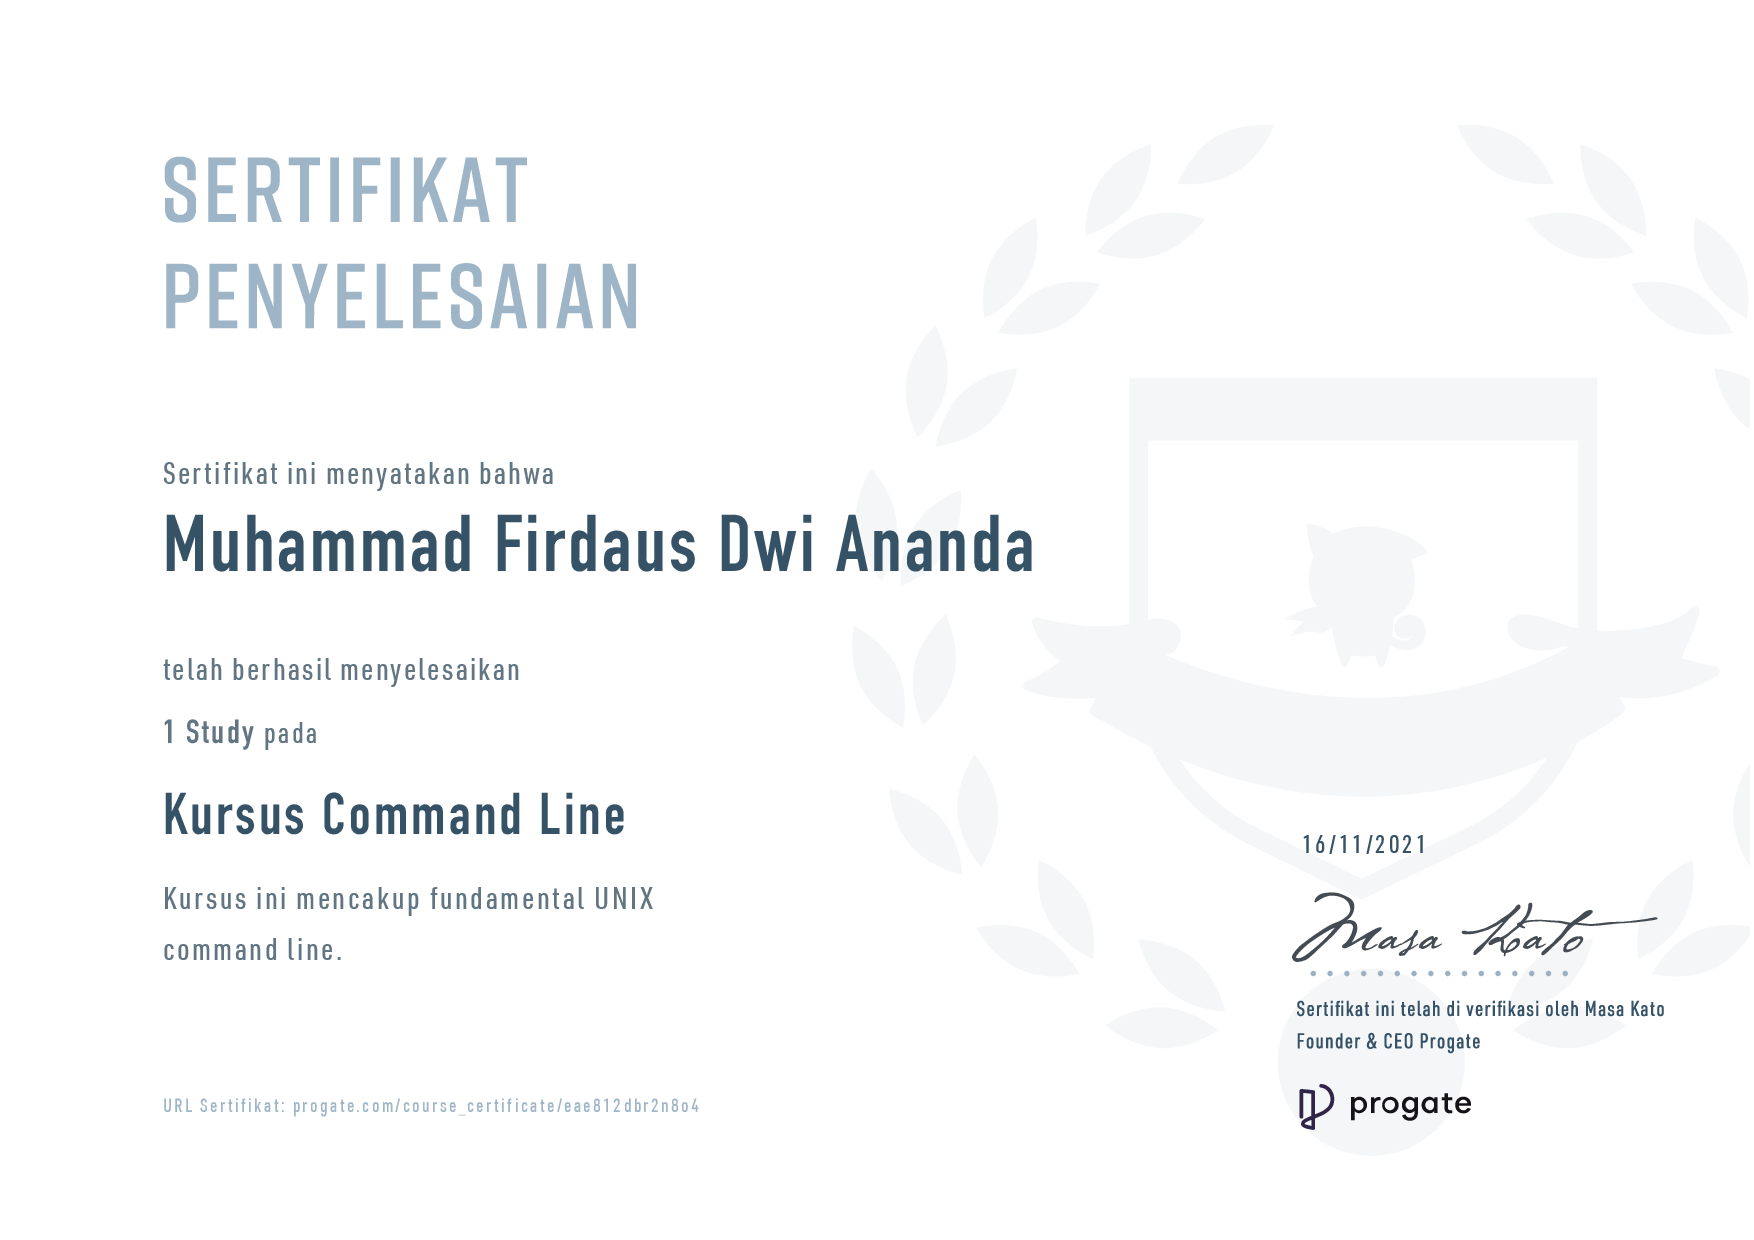 SERTIFIKAT
PENYELESAIAN
Sertifikat ini menyatakan bahwa
Muhammad Firdaus Dwi Ananda
telah berhasil menyelesaikan
1 Study pada
Kursus Command Line
Kursus ini mencakup fundamental UNIX
command line.
16/11/2021
Masa Kato
Sertifikat ini telah di verifikasi oleh Masa Kato
Founder & CEO Progate
progate
URL Sertifikat: progate.com/course_certificate/eae812dbr2n8o4